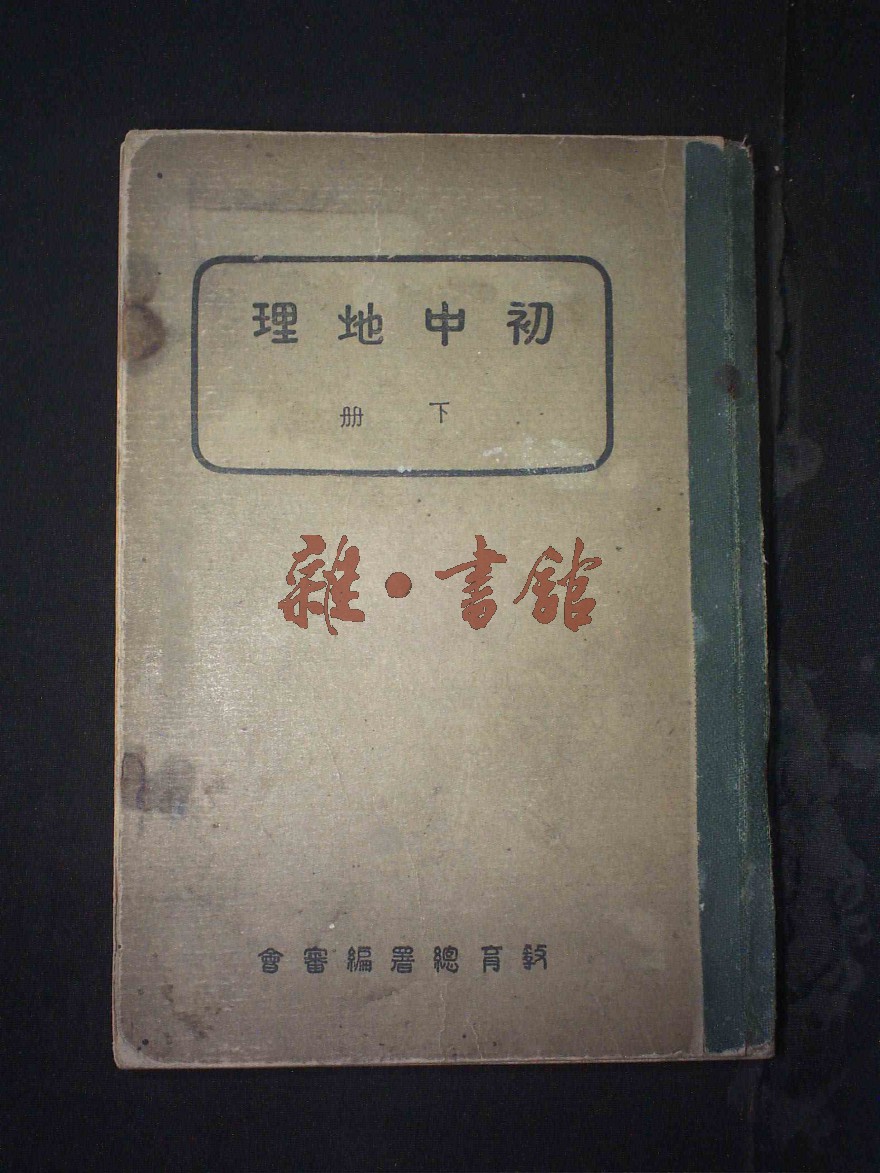 初中地理
下册
雜·書館
教育總署編審會